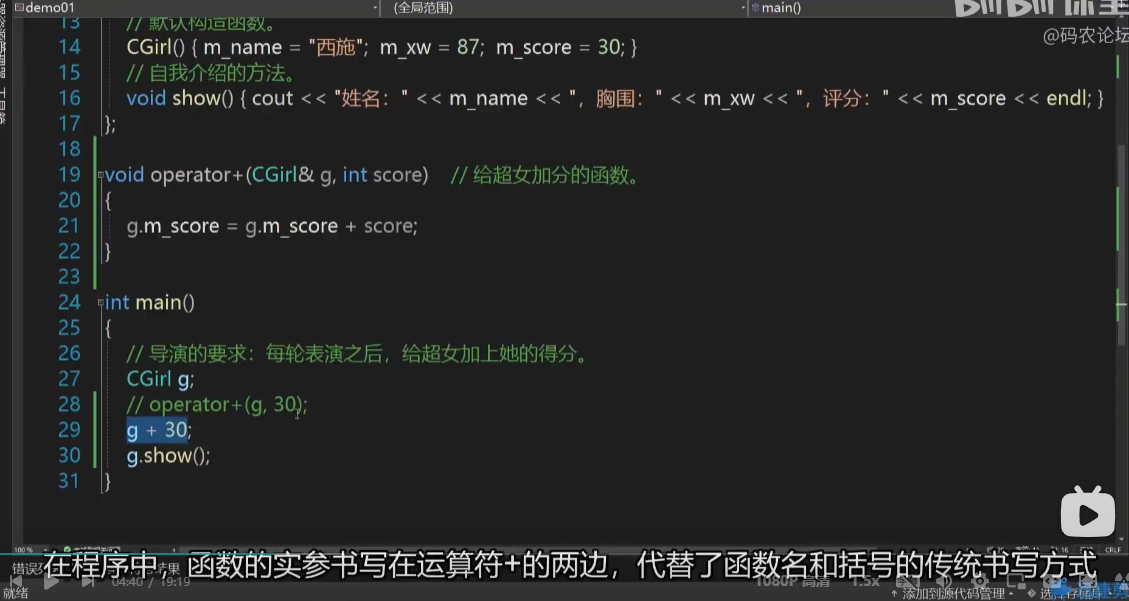 demo01 (全局范围) main()
13 // 默认构造函数。
14 CGirl() { m_name = "西施"; m_xw = 87; m_score = 30; }
@码农论坛
15 // 自我介绍的方法。
16 void show() { cout << "姓名：" << m_name << "，胸围：" << m_xw << "，评分：" << m_score << endl; }
17 };
18
19 void operator+(CGirl& g, int score) // 给超女加分的函数。
20 {
21 g.m_score = g.m_score + score;
22 }
23
24 int main()
25 {
26 // 导演的要求：每轮表演之后，给超女加上她的得分。
27 CGirl g;
28 // operator+(g, 30);
29 g + 30;
30 g.show();
31 }
100 %
CRLF
在程序中，函数的实参书写在运算符+的两边，代替了函数名和括号的传统书写方式
04:40 / 19:19
1080P 高清 1.5x
就绪
添加到源代码管理